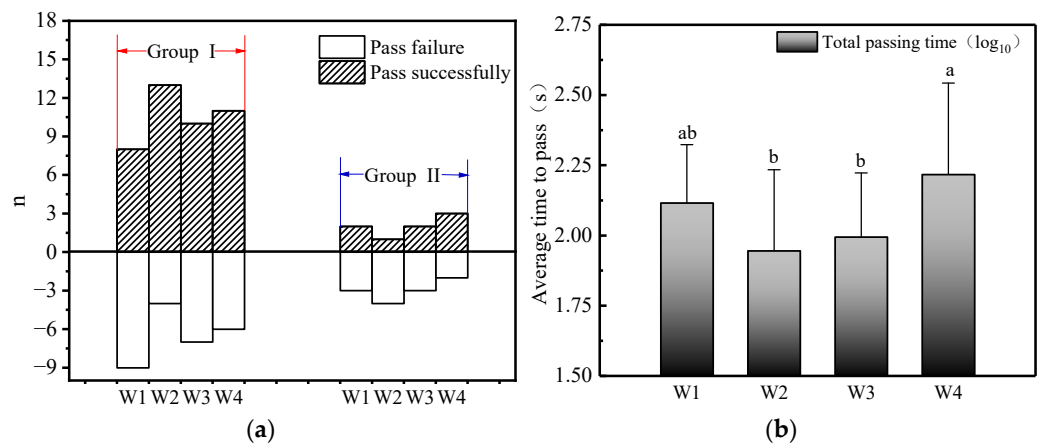 18
15
12
9
6
3
0
−3
−6
−9
n
Group I
Pass failure
Pass successfully
Group II
W1 W2 W3 W4
W1 W2 W3 W4
(a)
2.75
2.50
2.25
2.00
1.75
1.50
Average time to pass（s）
Total passing time（log10）
ab
b
b
a
W1
W2
W3
W4
(b)